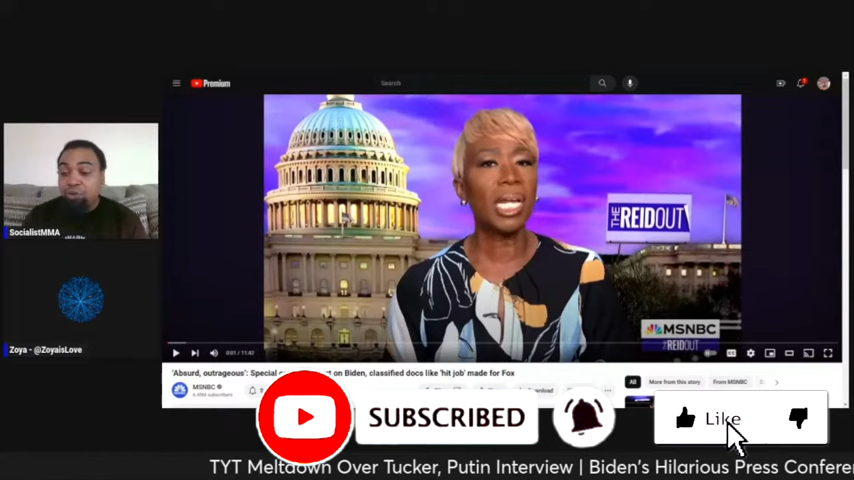 Premium
Search
THE REIDOUT
SocialistMMA
Zoya - @ZoyaisLove
MSNBC
#REIDOUT
0:01 / 11:42
'Absurd, outrageous': Special on Biden, classified docs like 'hit job' made for Fox
MSNBC
All
More from this story
From MSNBC
SUBSCRIBED
Like
TYT Meltdown Over Tucker, Putin Interview | Biden's Hilarious Press Confere